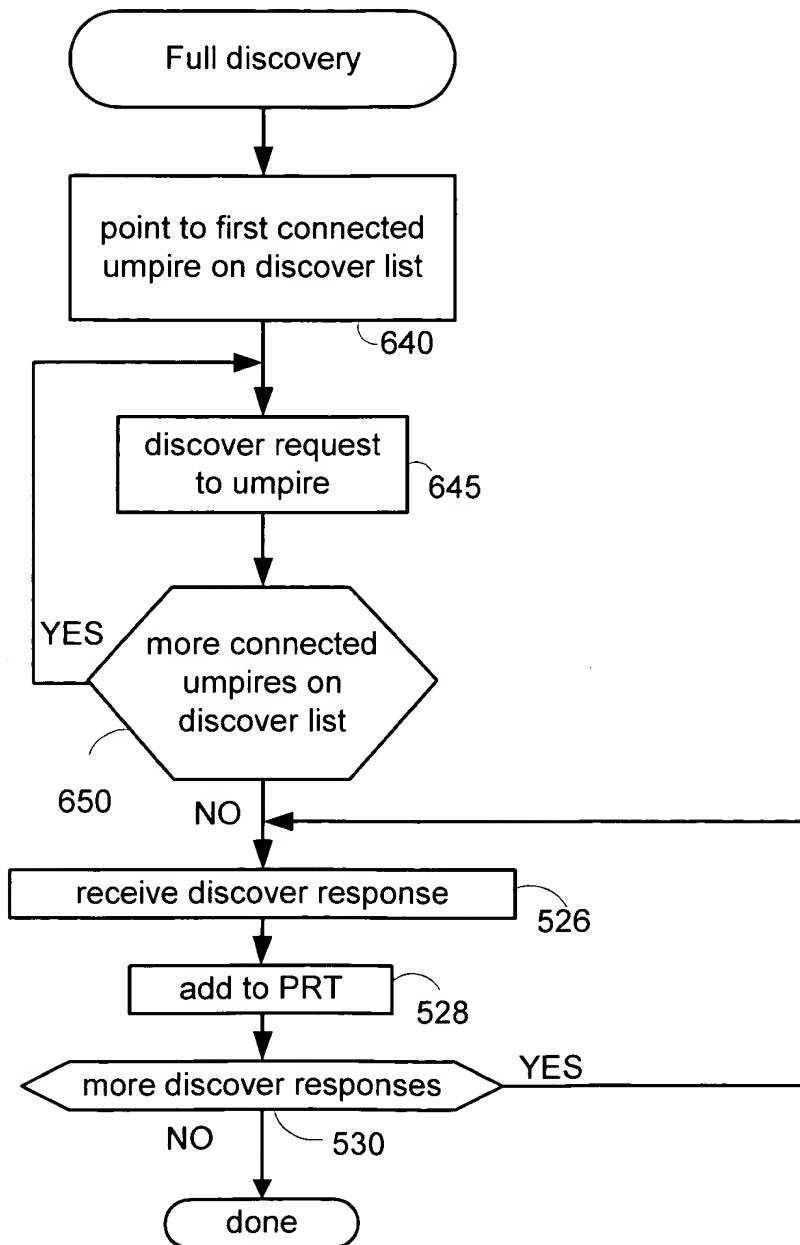 Full discovery
point to first connected
umpire on discover list
640
discover request
to umpire
645
YES
more connected
umpires on
discover list
650
NO
receive discover response
526
add to PRT
528
more discover responses
YES
530
NO
done